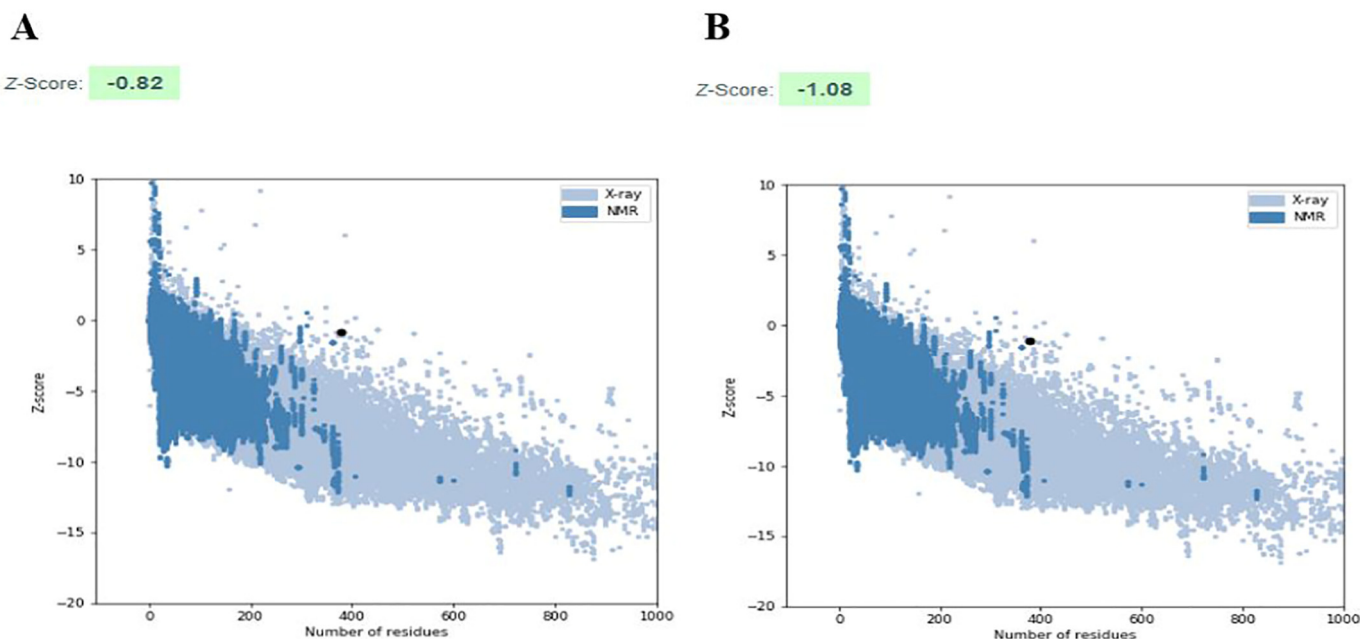 A
Z-Score: -0.82
10
5
0
−5
−10
−15
−20
Z-score
X-ray
NMR
0 200 400 600 800 1000
Number of residues
B
Z-Score: -1.08
10
5
0
−5
−10
−15
−20
Z-score
X-ray
NMR
0 200 400 600 800 1000
Number of residues